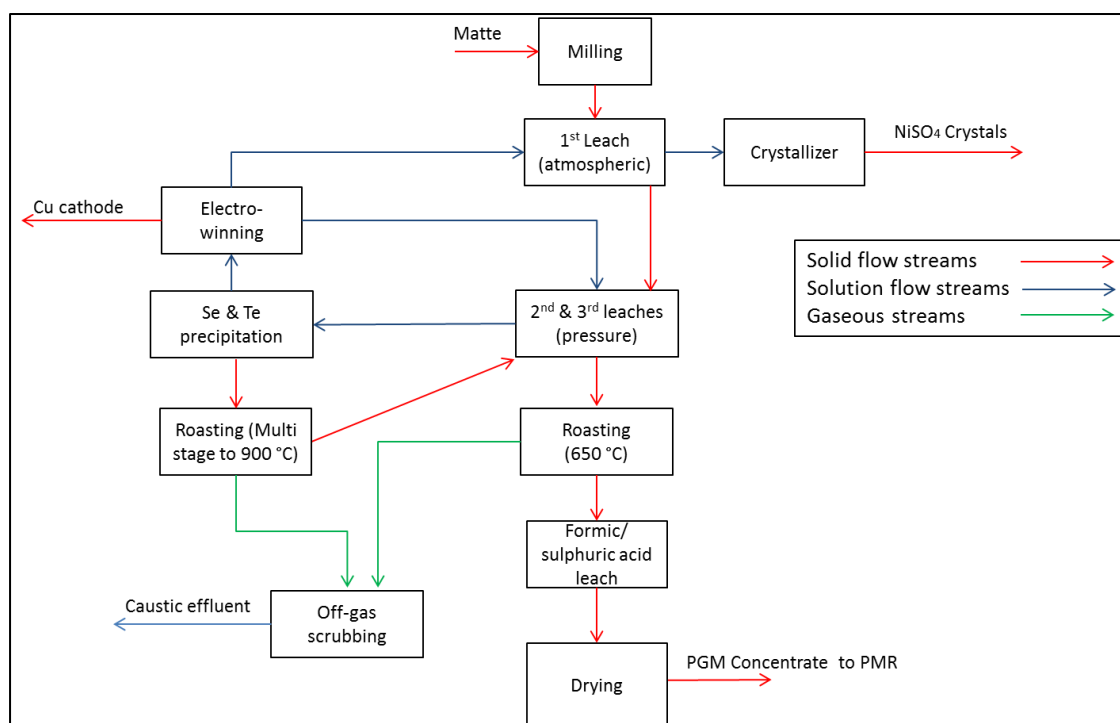 Matte
Milling
1st Leach
(atmospheric)
Crystallizer
NiSO₄ Crystals
Cu cathode
Electro-
winning
Solid flow streams
Solution flow streams
Gaseous streams
Se & Te
precipitation
2nd & 3rd leaches
(pressure)
Roasting (Multi
stage to 900 °C)
Roasting
(650 °C)
Formic/
sulphuric acid
leach
Caustic effluent
Off-gas
scrubbing
Drying
PGM Concentrate to PMR